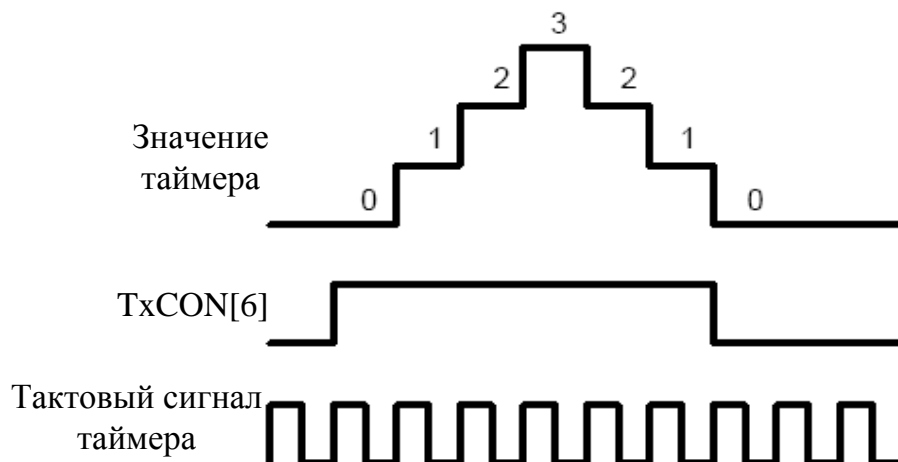 3
2 2
Значение
таймера
1 1
0 0
TxCON[6]
Тактовый сигнал
таймера